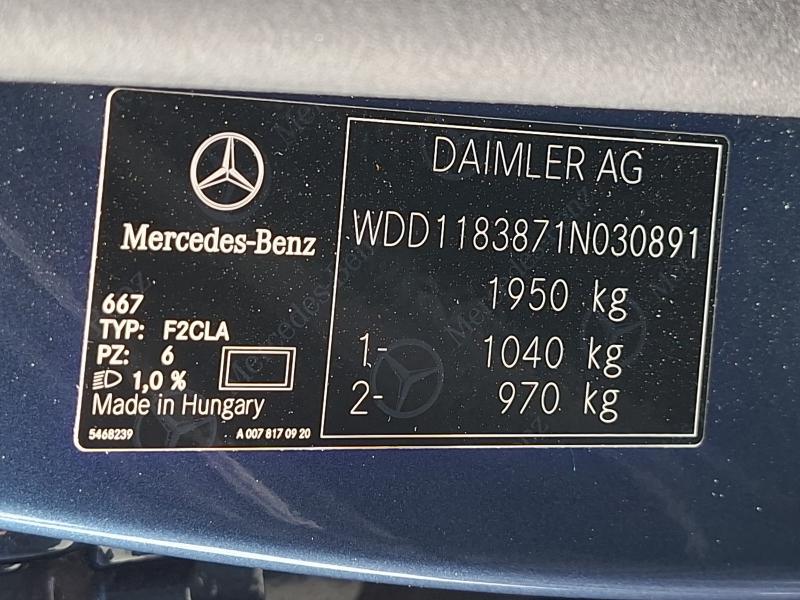 Mercedes-Benz
667
TYP: F2CLA
PZ: 6
1,0 %
Made in Hungary
5468239
A 007 817 09 20
DAIMLER AG
WDD1183871N030891
1950 kg
1- 1040 kg
2- 970 kg